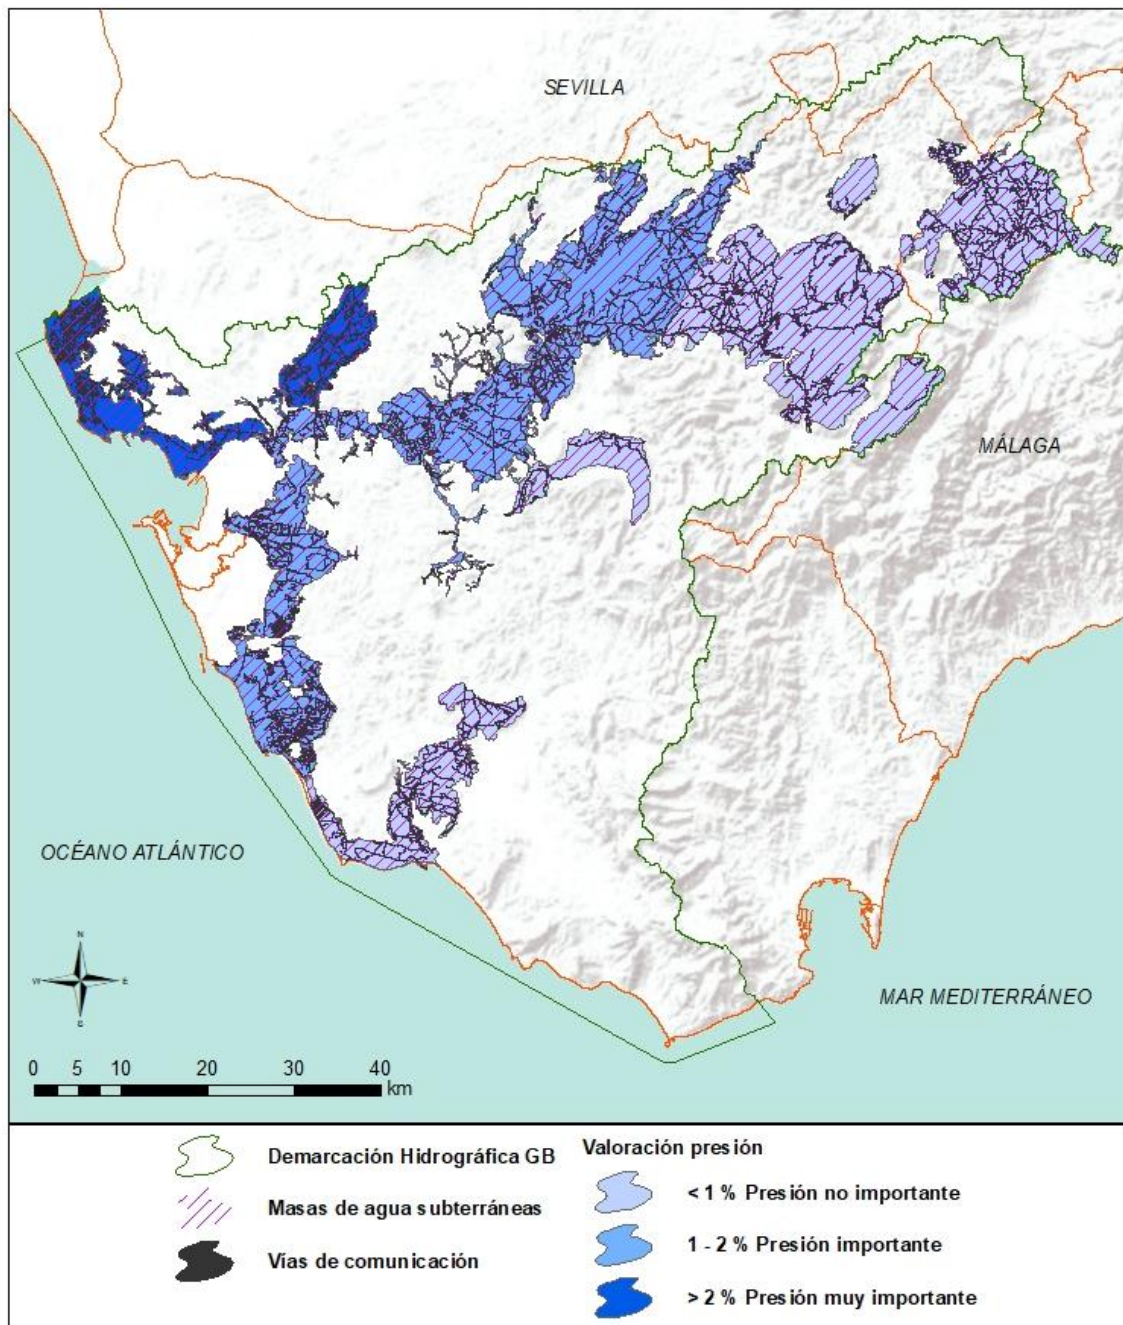 SEVILLA
MÁLAGA
OCÉANO ATLÁNTICO
MAR MEDITERRÁNEO
N
W E
S
0 5 10 20 30 40
km
Demarcación Hidrográfica GB
Masas de agua subterráneas
Vías de comunicación
Valoración presión
< 1 % Presión no importante
1 - 2 % Presión importante
> 2 % Presión muy importante